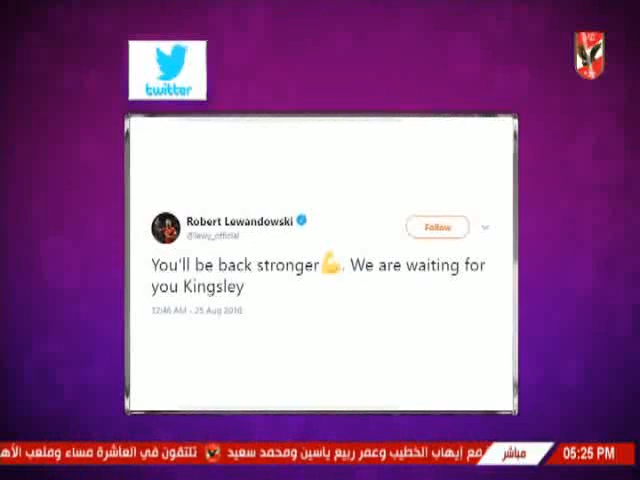 twitter
Robert Lewandowski
@lewy_official
Follow
You'll be back stronger💪. We are waiting for
you Kingsley
12:46 AM - 25 Aug 2018
تلتقون في العاشرة مساء وملعب الأه
مع إيهاب الخطيب وعمر ربيع ياسين ومحمد سعيد
مباشر
05:25 PM